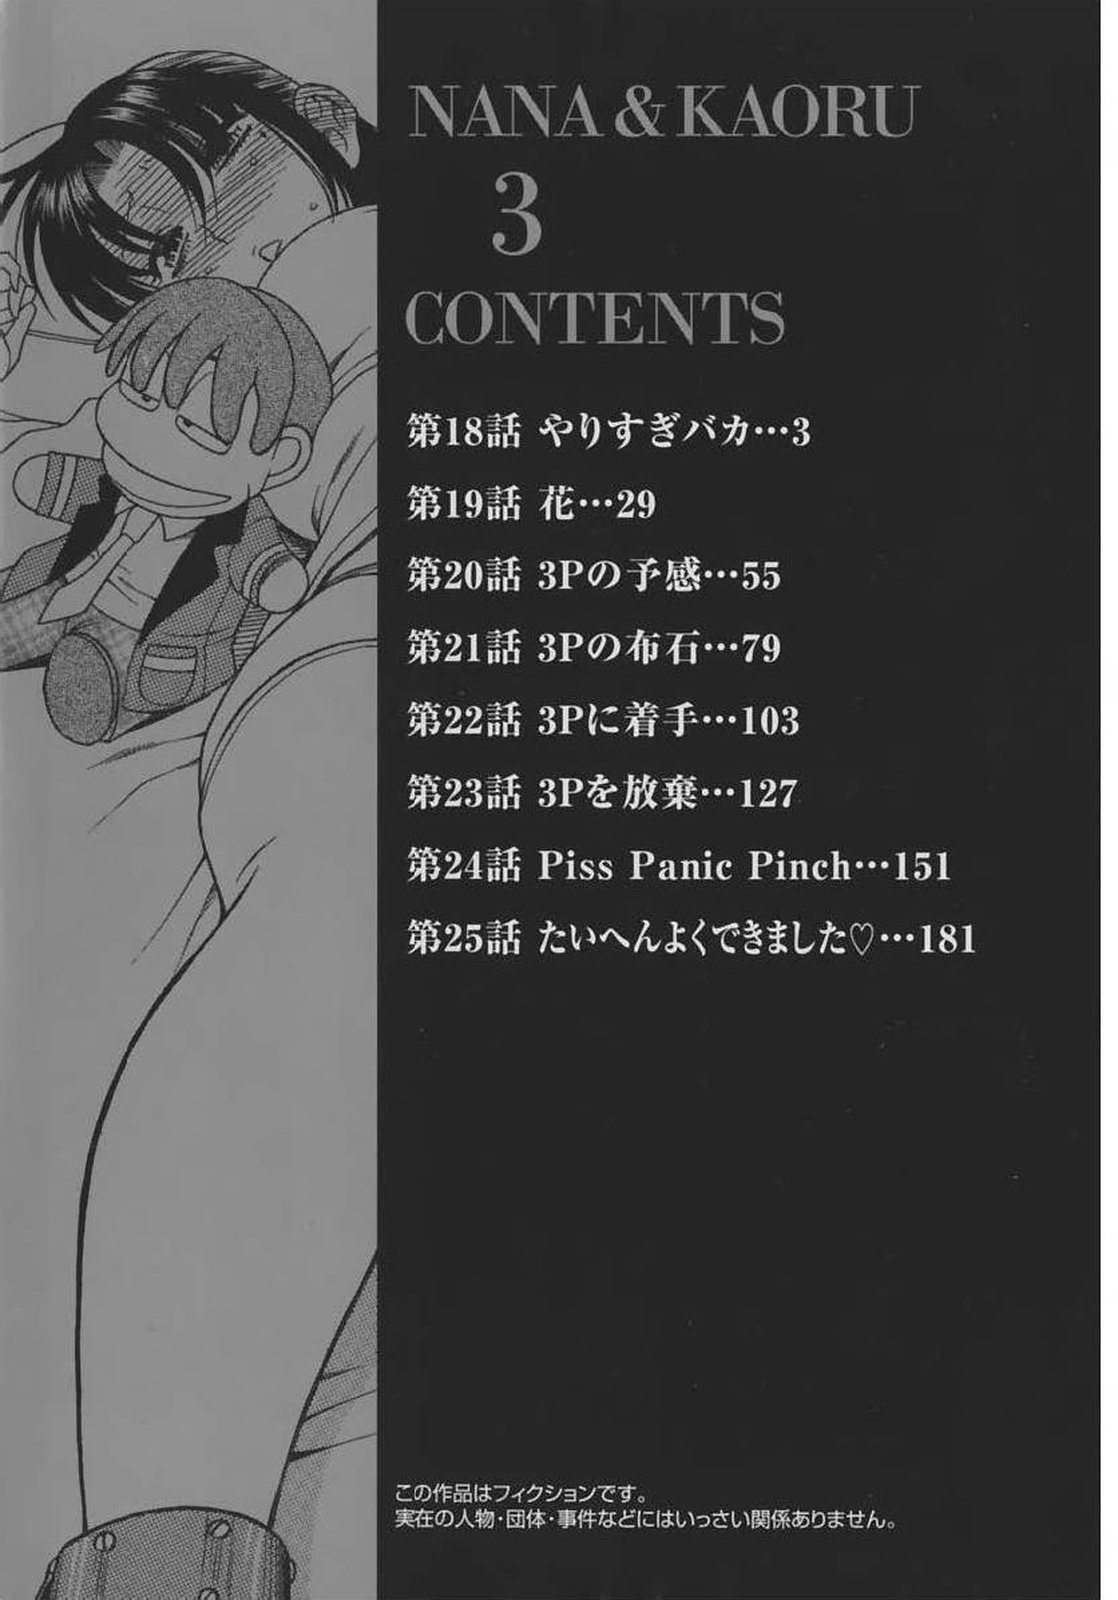 NANA & KAORU
3
CONTENTS
第18話 やりすぎバカ…3
第19話 花…29
第20話 3Pの予感…55
第21話 3Pの布石…79
第22話 3Pに着手…103
第23話 3Pを放棄…127
第24話 Piss Panic Pinch…151
第25話 たいへんよくできました♡…181
この作品はフィクションです。
実在の人物・団体・事件などにはいっさい関係ありません。